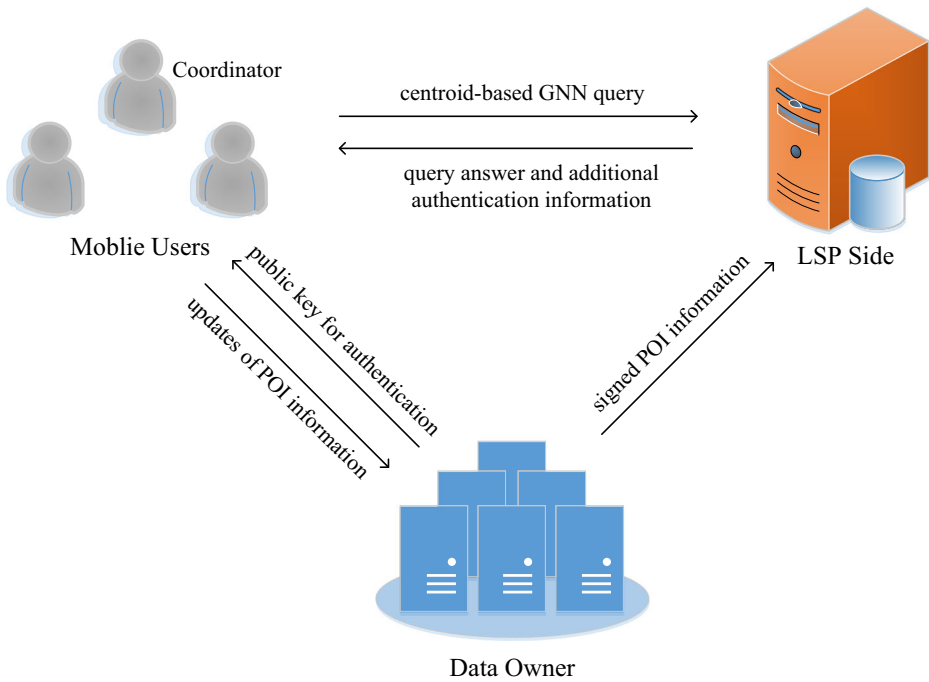 Coordinator
centroid-based GNN query
query answer and additional
authentication information
Moblie Users
LSP Side
public key for authentication
updates of POI information
signed POI information
Data Owner